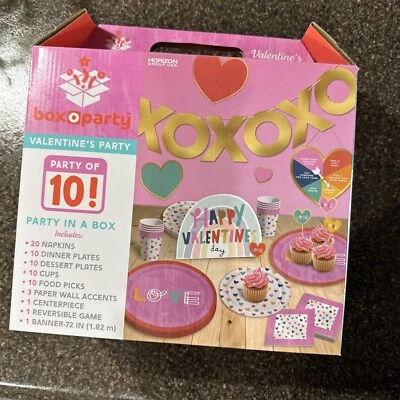 HORIZON
GROUP USA
Valentine's
box o party
VALENTINE'S PARTY
PARTY OF
10!
PARTY IN A BOX
Includes:
• 20 NAPKINS
• 10 DINNER PLATES
• 10 DESSERT PLATES
• 10 CUPS
• 10 FOOD PICKS
• 3 PAPER WALL ACCENTS
• 1 CENTERPIECE
• 1 REVERSIBLE GAME
• 1 BANNER-72 IN (1.82 m)
XOXOXO
HAPPY
VALENTINE'S
day
LOVE